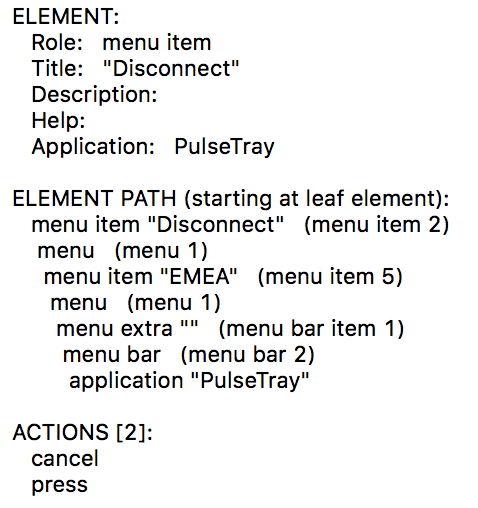 ELEMENT:
Role:   menu item
Title:   "Disconnect"
Description:
Help:
Application:   PulseTray
ELEMENT PATH (starting at leaf element):
menu item "Disconnect"   (menu item 2)
menu   (menu 1)
menu item "EMEA"   (menu item 5)
menu   (menu 1)
menu extra ""   (menu bar item 1)
menu bar   (menu bar 2)
application "PulseTray"
ACTIONS [2]:
cancel
press